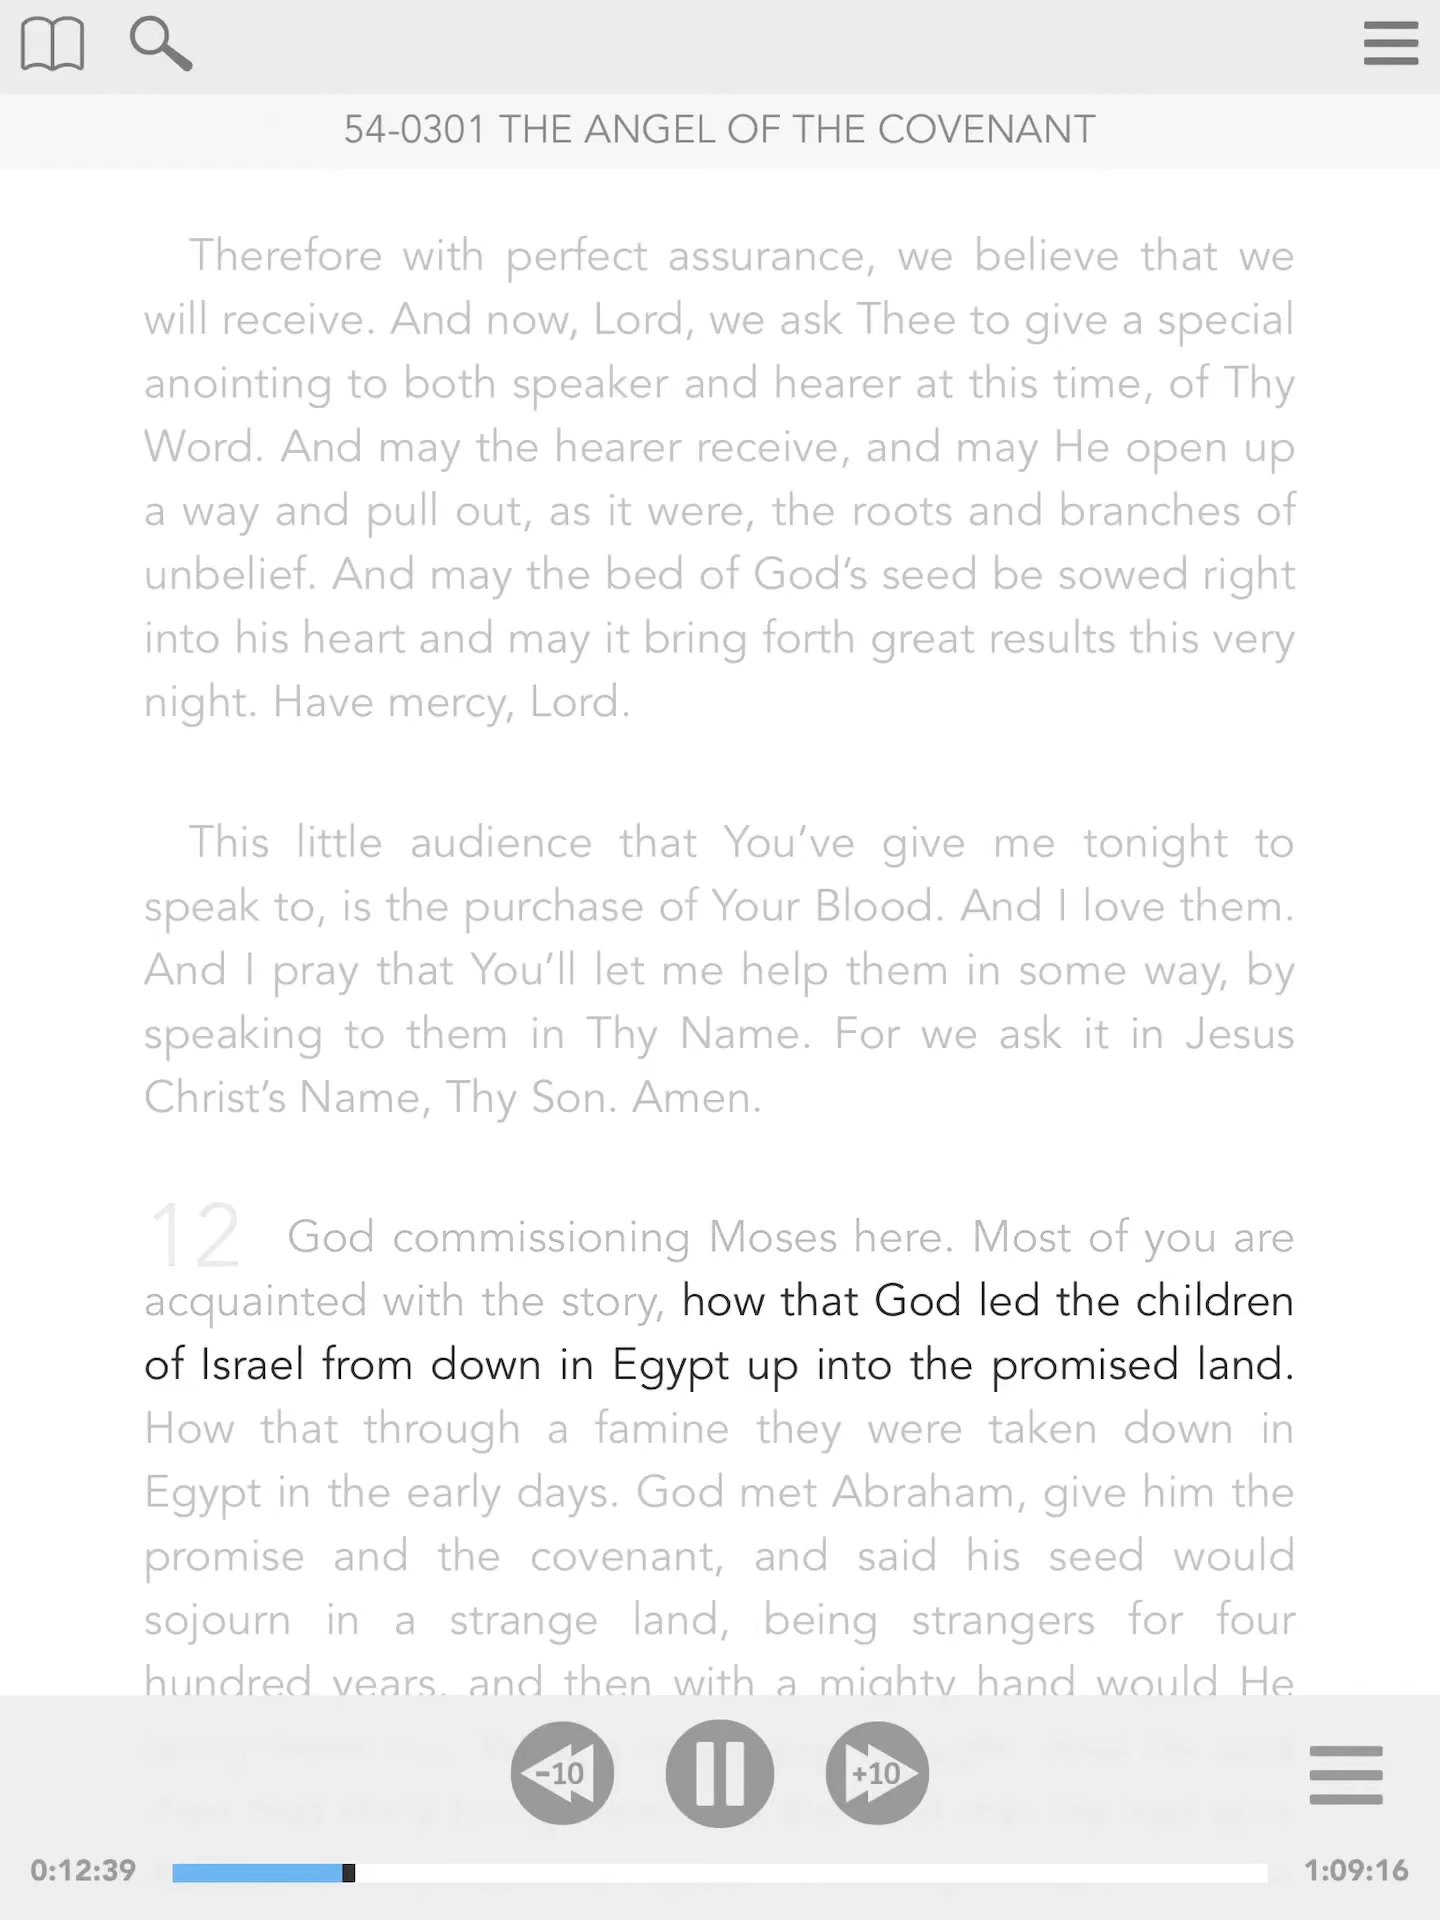 54-0301 THE ANGEL OF THE COVENANT
Therefore with perfect assurance, we believe that we
will receive. And now, Lord, we ask Thee to give a special
anointing to both speaker and hearer at this time, of Thy
Word. And may the hearer receive, and may He open up
a way and pull out, as it were, the roots and branches of
unbelief. And may the bed of God’s seed be sowed right
into his heart and may it bring forth great results this very
night. Have mercy, Lord.
This little audience that You’ve give me tonight to
speak to, is the purchase of Your Blood. And I love them.
And I pray that You’ll let me help them in some way, by
speaking to them in Thy Name. For we ask it in Jesus
Christ’s Name, Thy Son. Amen.
12 God commissioning Moses here. Most of you are
acquainted with the story, how that God led the children
of Israel from down in Egypt up into the promised land.
How that through a famine they were taken down in
Egypt in the early days. God met Abraham, give him the
promise and the covenant, and said his seed would
sojourn in a strange land, being strangers for four
hundred years, and then with a mighty hand would He
-10 +10
0:12:39 1:09:16